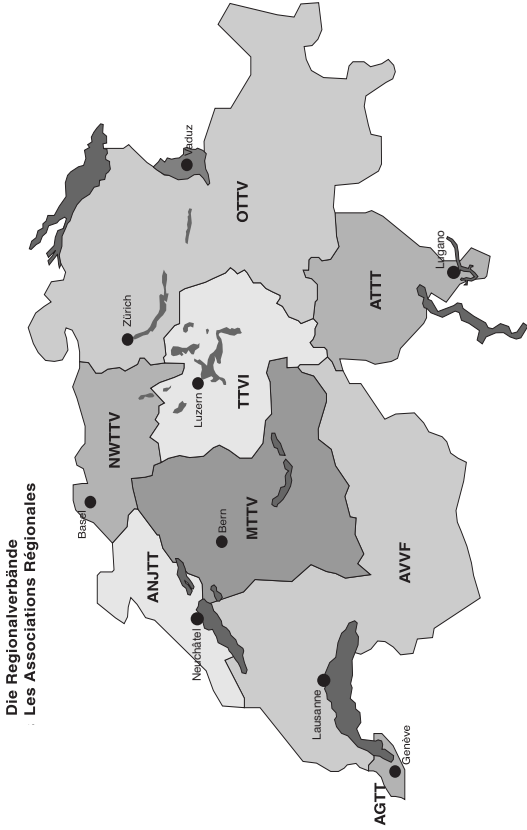 Die Regionalverbände
Les Associations Régionales
Basel
NWTTV
Zürich
Vaduz
OTTV
ANJTT
Neuchâtel
Bern
MTTV
Luzern
TTVI
Lausanne
AVVF
ATTT
Lugano
Genève
AGTT